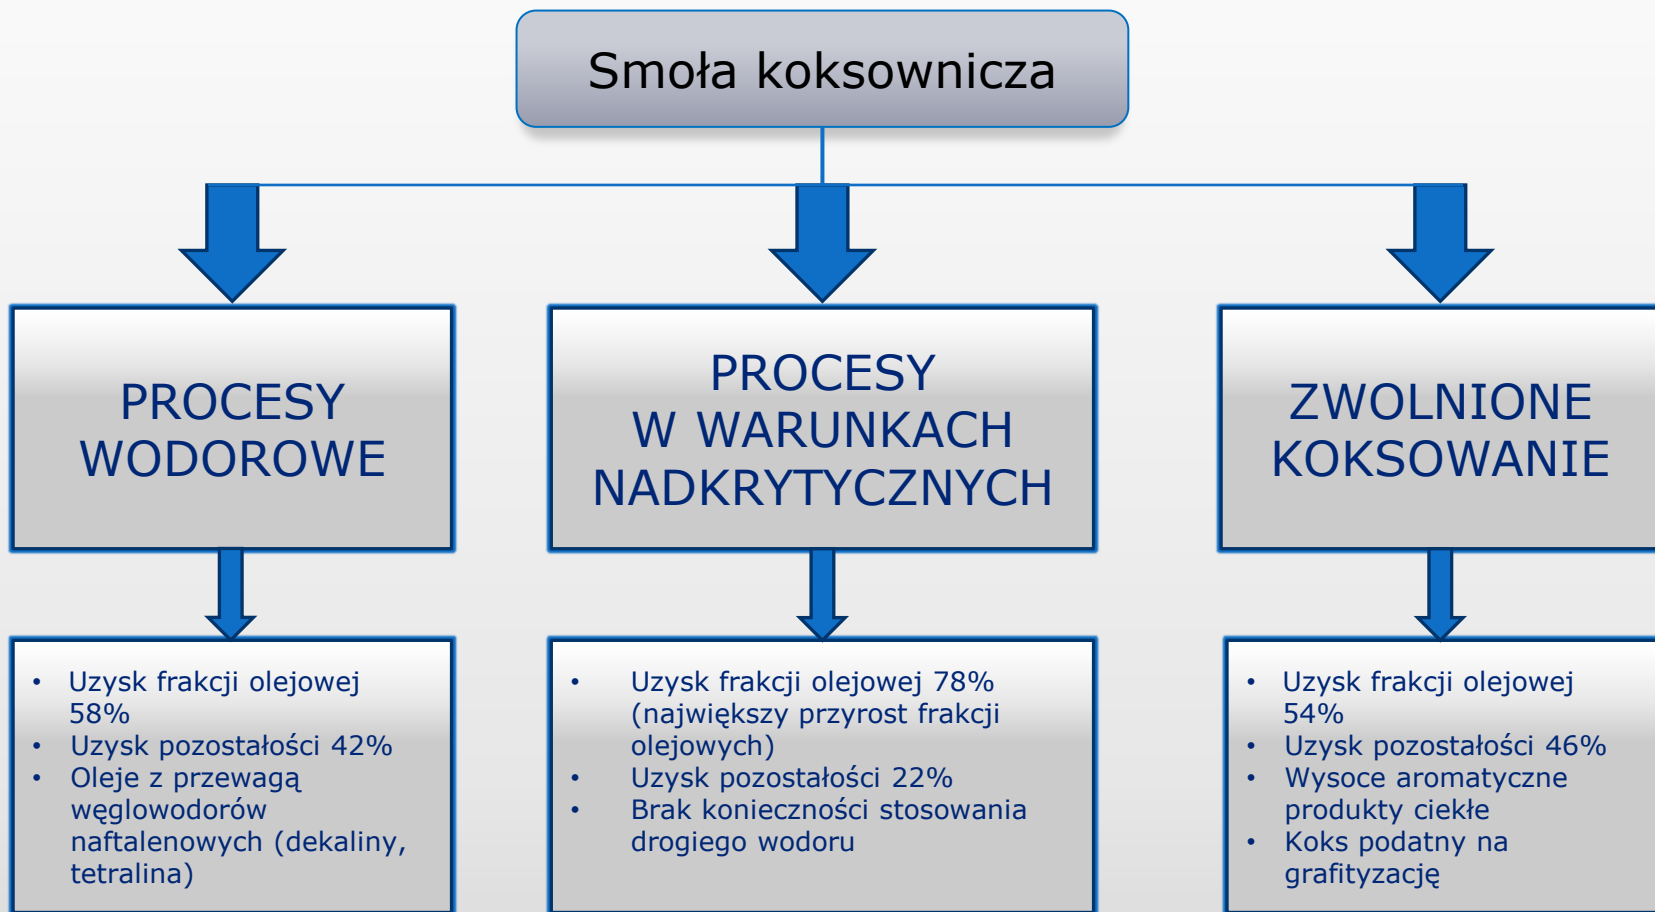 Smoła koksownicza
PROCESY
WODOROWE
PROCESY
W WARUNKACH
NADKRYTYCZNYCH
ZWOLNIONE
KOKSOWANIE
• Uzysk frakcji olejowej
58%
• Uzysk pozostałości 42%
• Oleje z przewagą
węglowodorów
naftalenowych (dekaliny,
tetralina)
• Uzysk frakcji olejowej 78%
(największy przyrost frakcji
olejowych)
• Uzysk pozostałości 22%
• Brak konieczności stosowania
drogiego wodoru
• Uzysk frakcji olejowej
54%
• Uzysk pozostałości 46%
• Wysoce aromatyczne
produkty ciekłe
• Koks podatny na
grafityzację